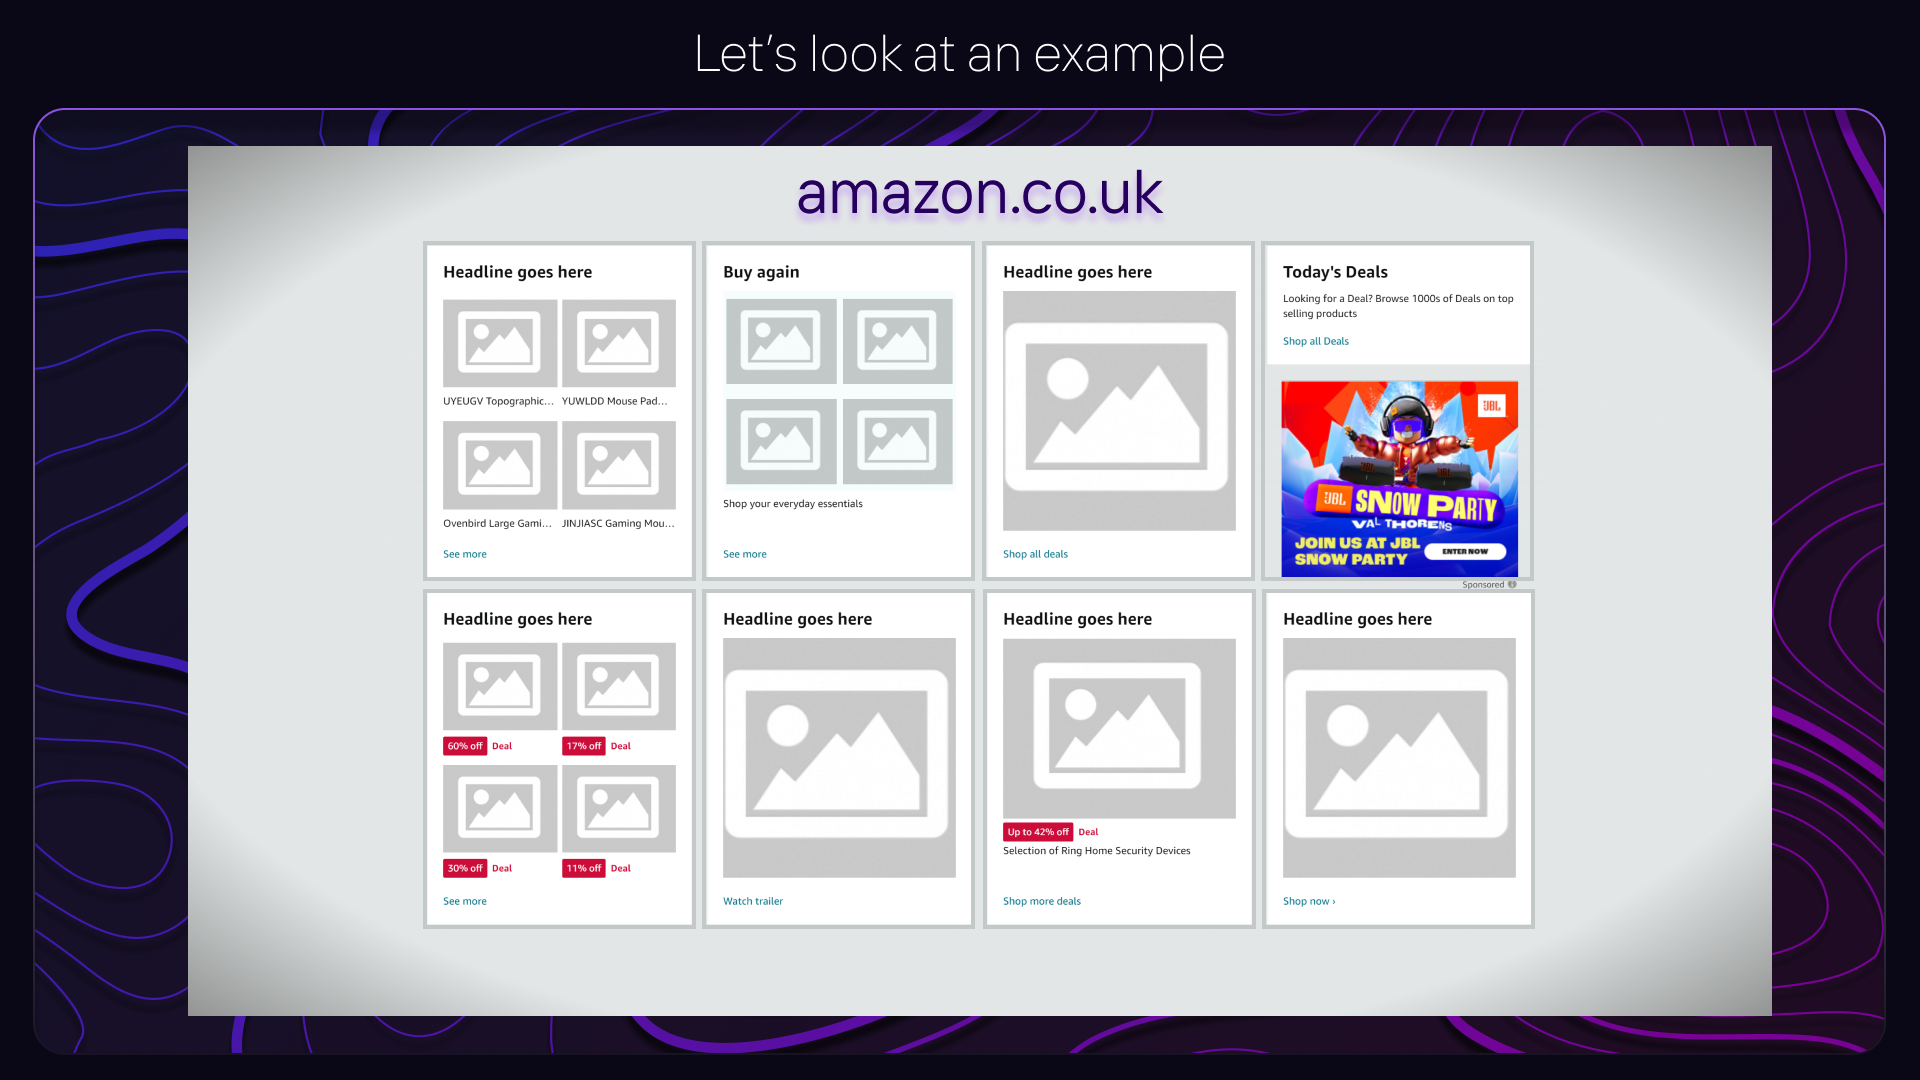 Let's look at an example
amazon.co.uk
Headline goes here
UYEUGV Topographic... YUWLDD Mouse Pad...
Ovenbird Large Gami... JINJIASC Gaming Mou...
See more
Buy again
Shop your everyday essentials
See more
Headline goes here
Shop all deals
Today's Deals
Looking for a Deal? Browse 1000s of Deals on top
selling products
Shop all Deals
JBL
JBL SNOW PARTY
VAL THORENS
JOIN US AT JBL
SNOW PARTY
ENTER NOW
Sponsored
Headline goes here
60% off Deal 17% off Deal
30% off Deal 11% off Deal
See more
Headline goes here
Watch trailer
Headline goes here
Up to 42% off Deal
Selection of Ring Home Security Devices
Shop more deals
Headline goes here
Shop now ›